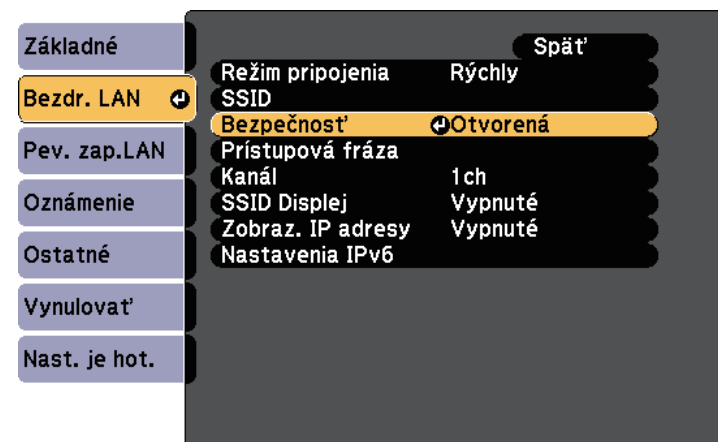 Základné
Bezdr. LAN
Pev. zap.LAN
Oznámenie
Ostatné
Vynulovať
Nast. je hot.
Späť
Režim pripojenia Rýchly
SSID
Bezpečnosť Otvorená
Prístupová fráza
Kanál 1ch
SSID Displej Vypnuté
Zobraz. IP adresy Vypnuté
Nastavenia IPv6